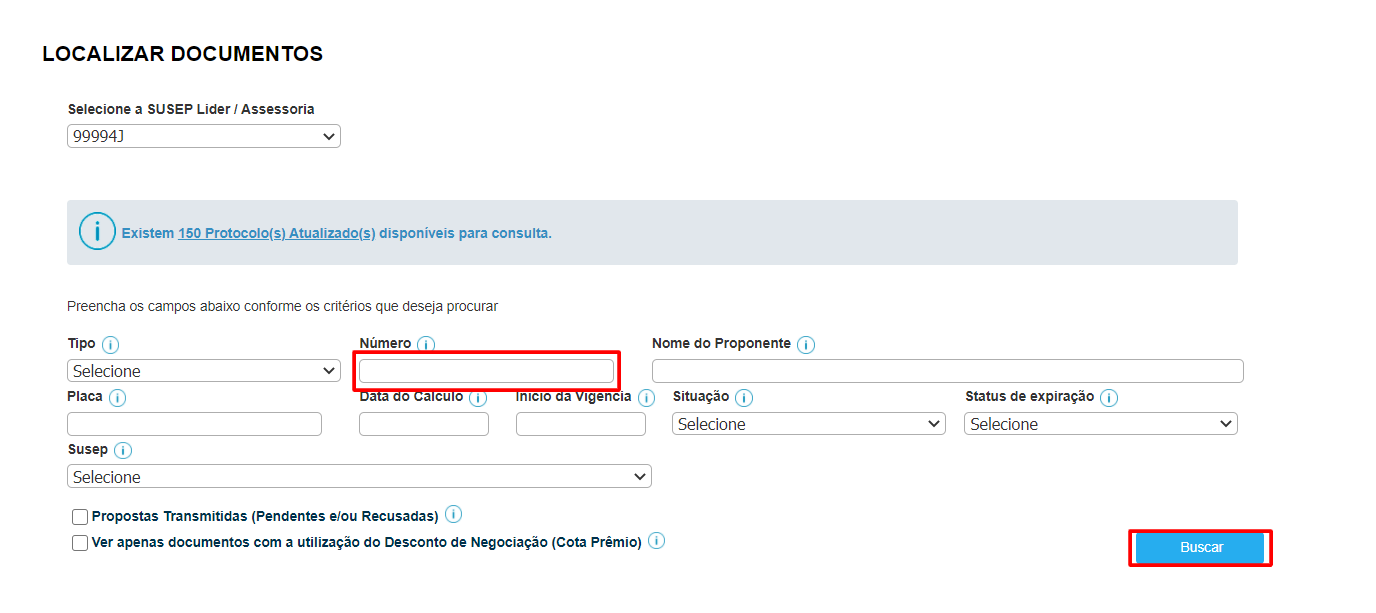 LOCALIZAR DOCUMENTOS
Selecione a SUSEP Lider / Assessoria
99994J
Existem 150 Protocolo(s) Atualizado(s) disponíveis para consulta.
Preencha os campos abaixo conforme os critérios que deseja procurar
Tipo Número Nome do Proponente
Selecione
Placa Data do Cálculo Início da Vigência Situação Status de expiração
Selecione Selecione
Susep
Selecione
Propostas Transmitidas (Pendentes e/ou Recusadas)
Ver apenas documentos com a utilização do Desconto de Negociação (Cota Prêmio)
Buscar